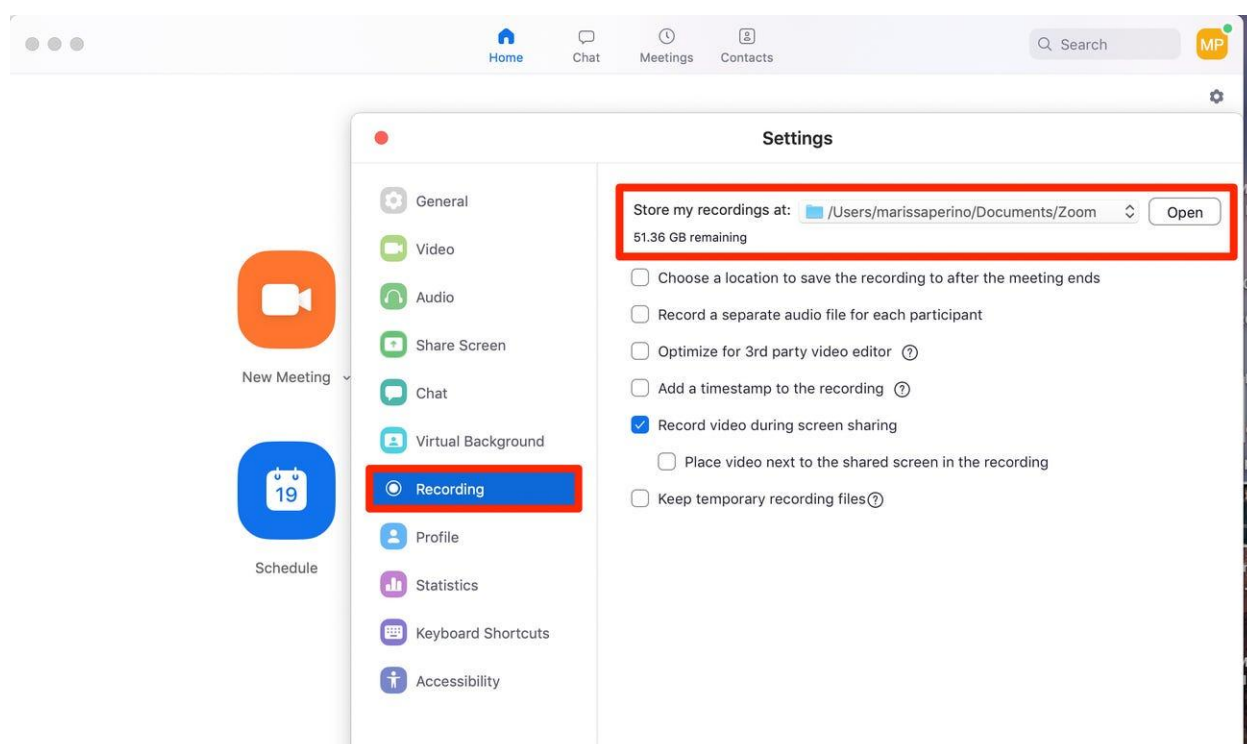 Home
Chat
Meetings
Contacts
Search
MP
Settings
General
Video
Audio
Share Screen
Chat
Virtual Background
Recording
Profile
Statistics
Keyboard Shortcuts
Accessibility
New Meeting
19
Schedule
Store my recordings at: /Users/marissaperino/Documents/Zoom Open
51.36 GB remaining
Choose a location to save the recording to after the meeting ends
Record a separate audio file for each participant
Optimize for 3rd party video editor ?
Add a timestamp to the recording ?
Record video during screen sharing
Place video next to the shared screen in the recording
Keep temporary recording files ?